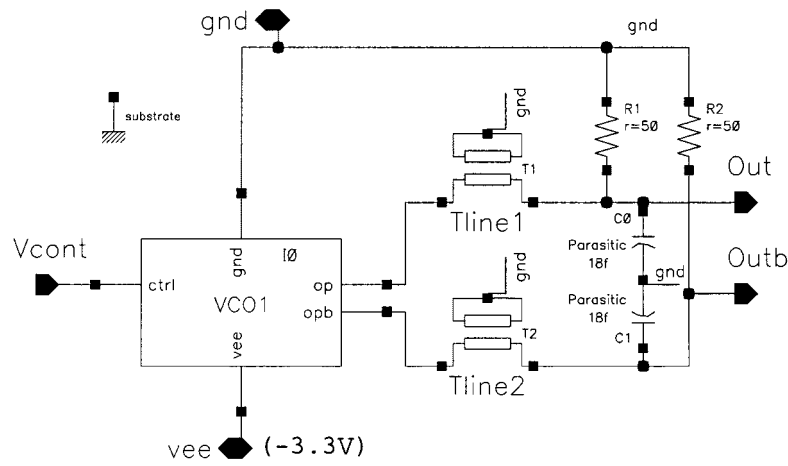 gnd
gnd
substrate
gnd
R1
r=50
R2
r=50
T1
Out
Tline1
C0
Vcont
gnd
I0
Parasitic
18f
gnd
Outb
ctrl
VCO1
op
opb
gnd
Parasitic
18f
vee
T2
C1
Tline2
vee
(-3.3V)